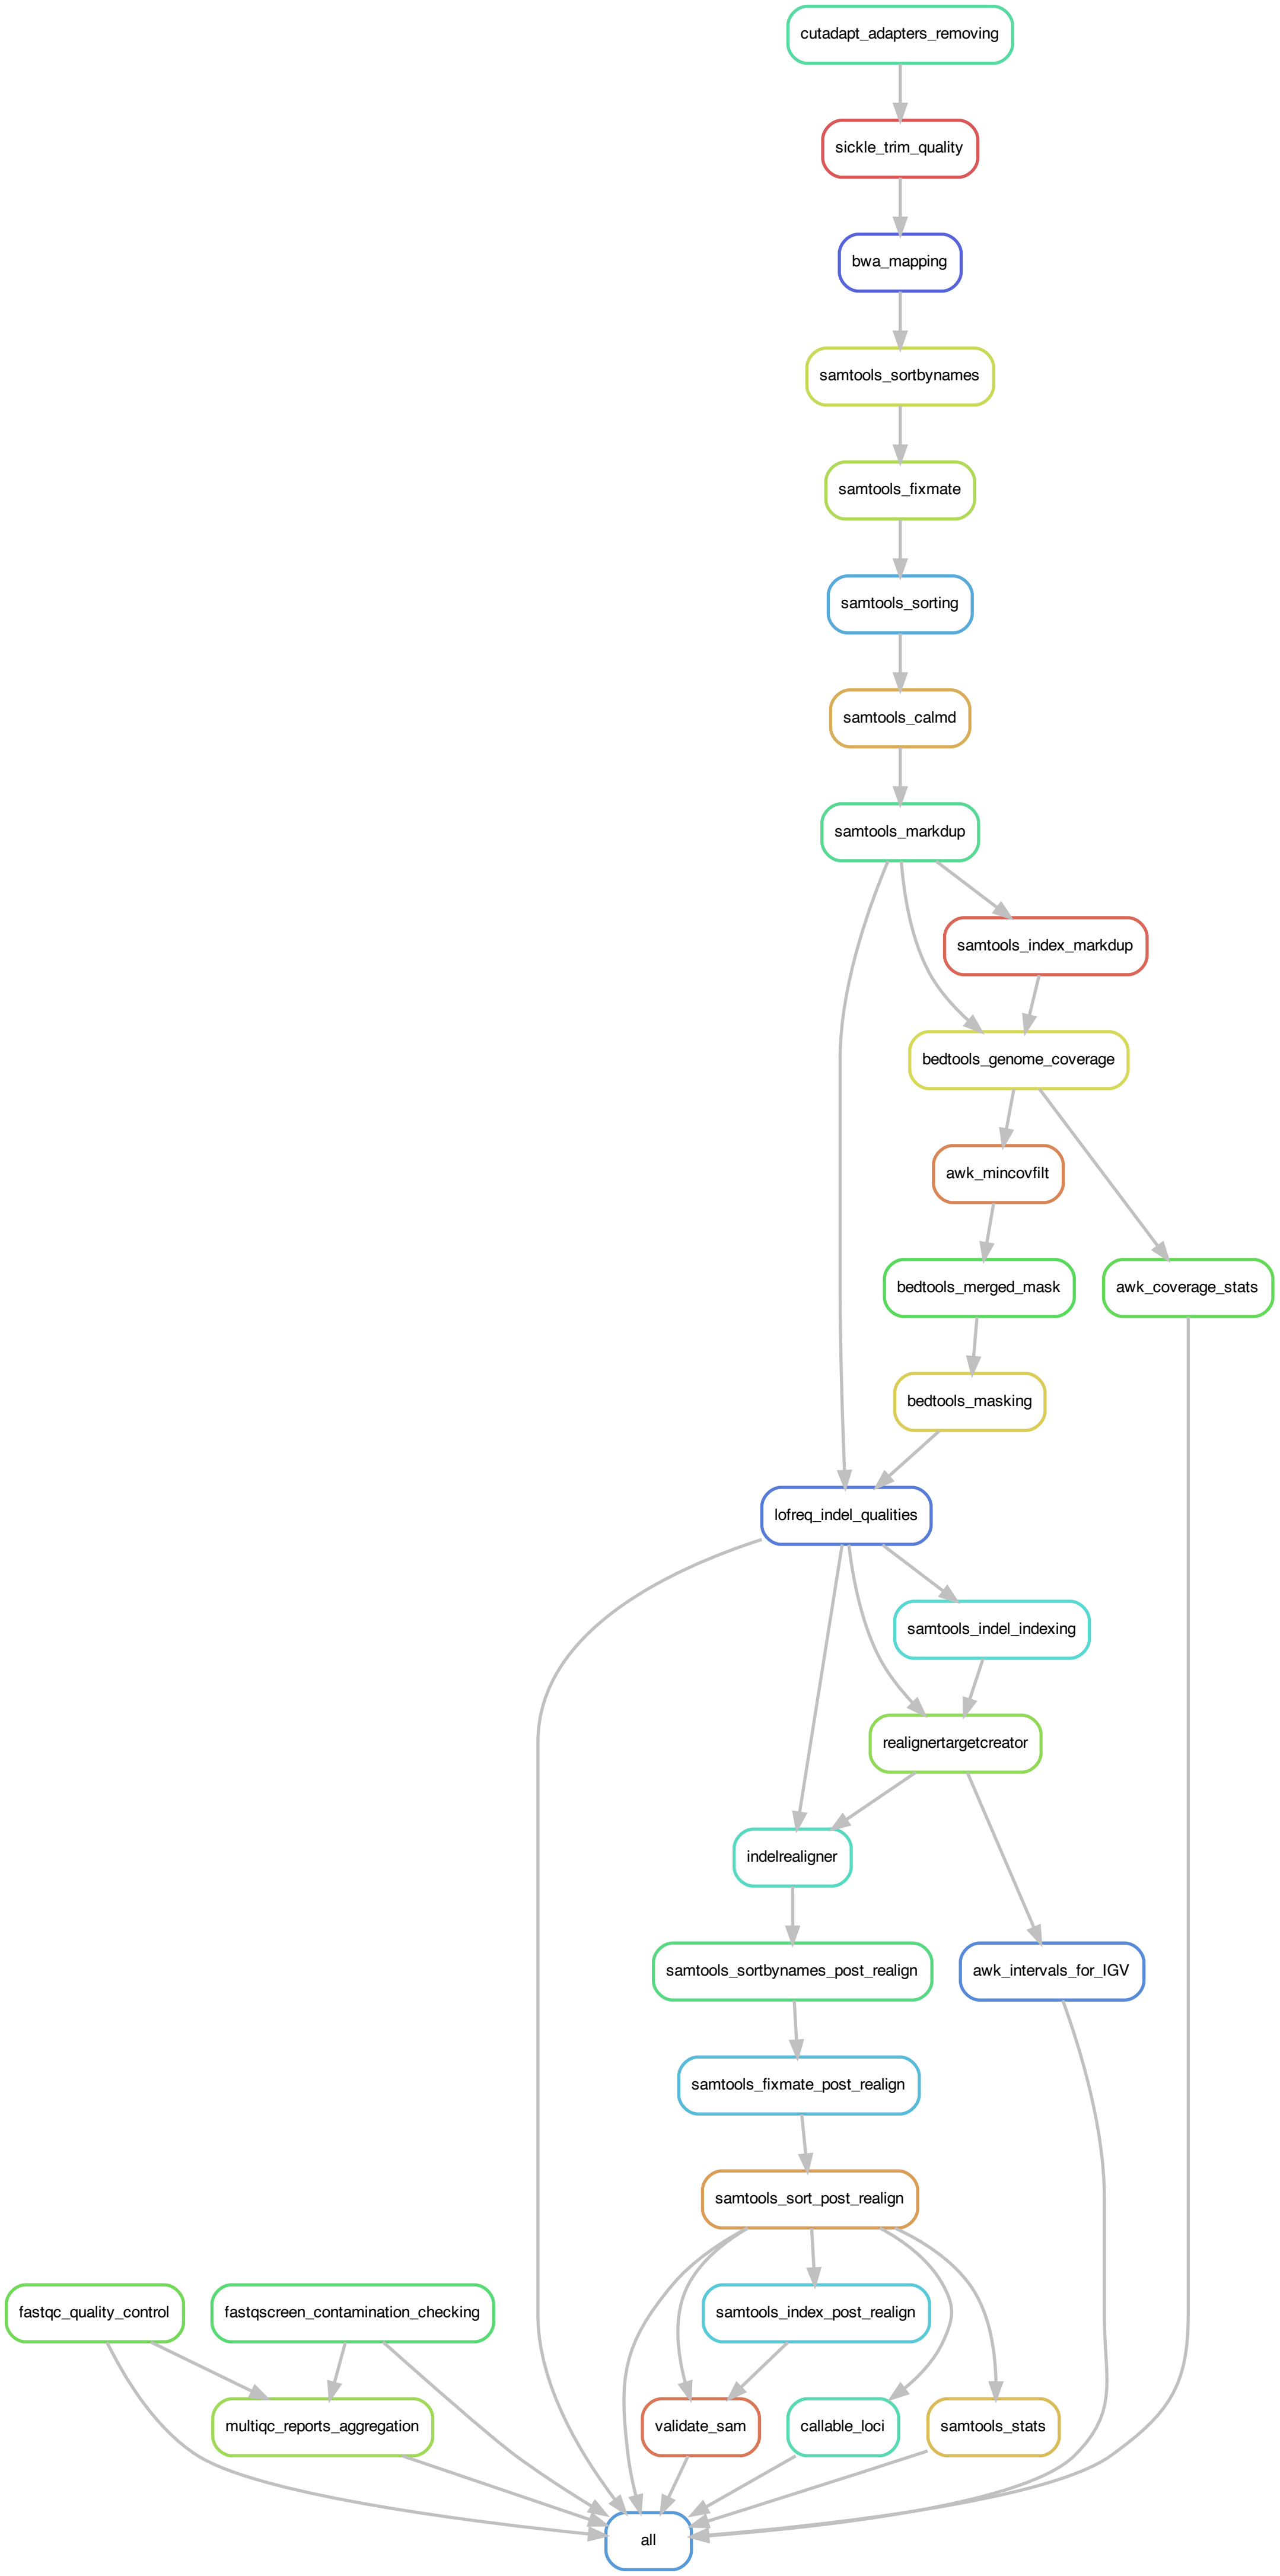 cutadapt_adapters_removing
sickle_trim_quality
bwa_mapping
samtools_sortbynames
samtools_fixmate
samtools_sorting
samtools_calmd
samtools_markdup
samtools_index_markdup
bedtools_genome_coverage
awk_mincovfilt
bedtools_merged_mask
awk_coverage_stats
bedtools_masking
lofreq_indel_qualities
samtools_indel_indexing
realignertargetcreator
indelrealigner
samtools_sortbynames_post_realign
awk_intervals_for_IGV
samtools_fixmate_post_realign
samtools_sort_post_realign
fastqc_quality_control
fastqscreen_contamination_checking
samtools_index_post_realign
multiqc_reports_aggregation
validate_sam
callable_loci
samtools_stats
all